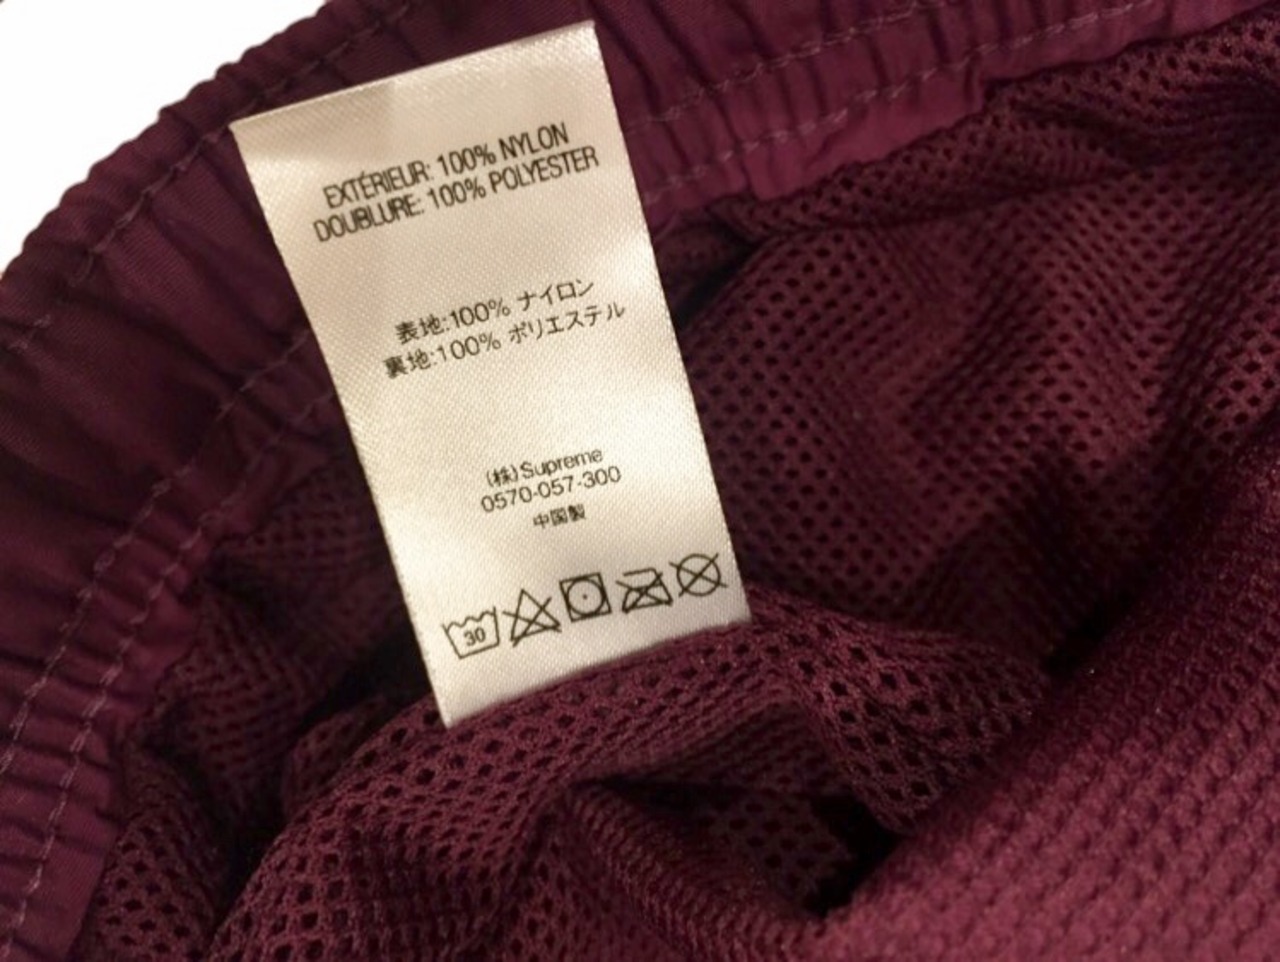 EXTÉRIEUR: 100% NYLON
DOUBLURE: 100% POLYESTER
表地:100% ナイロン
裏地:100% ポリエステル
(株)Supreme
0570-057-300
中国製
30